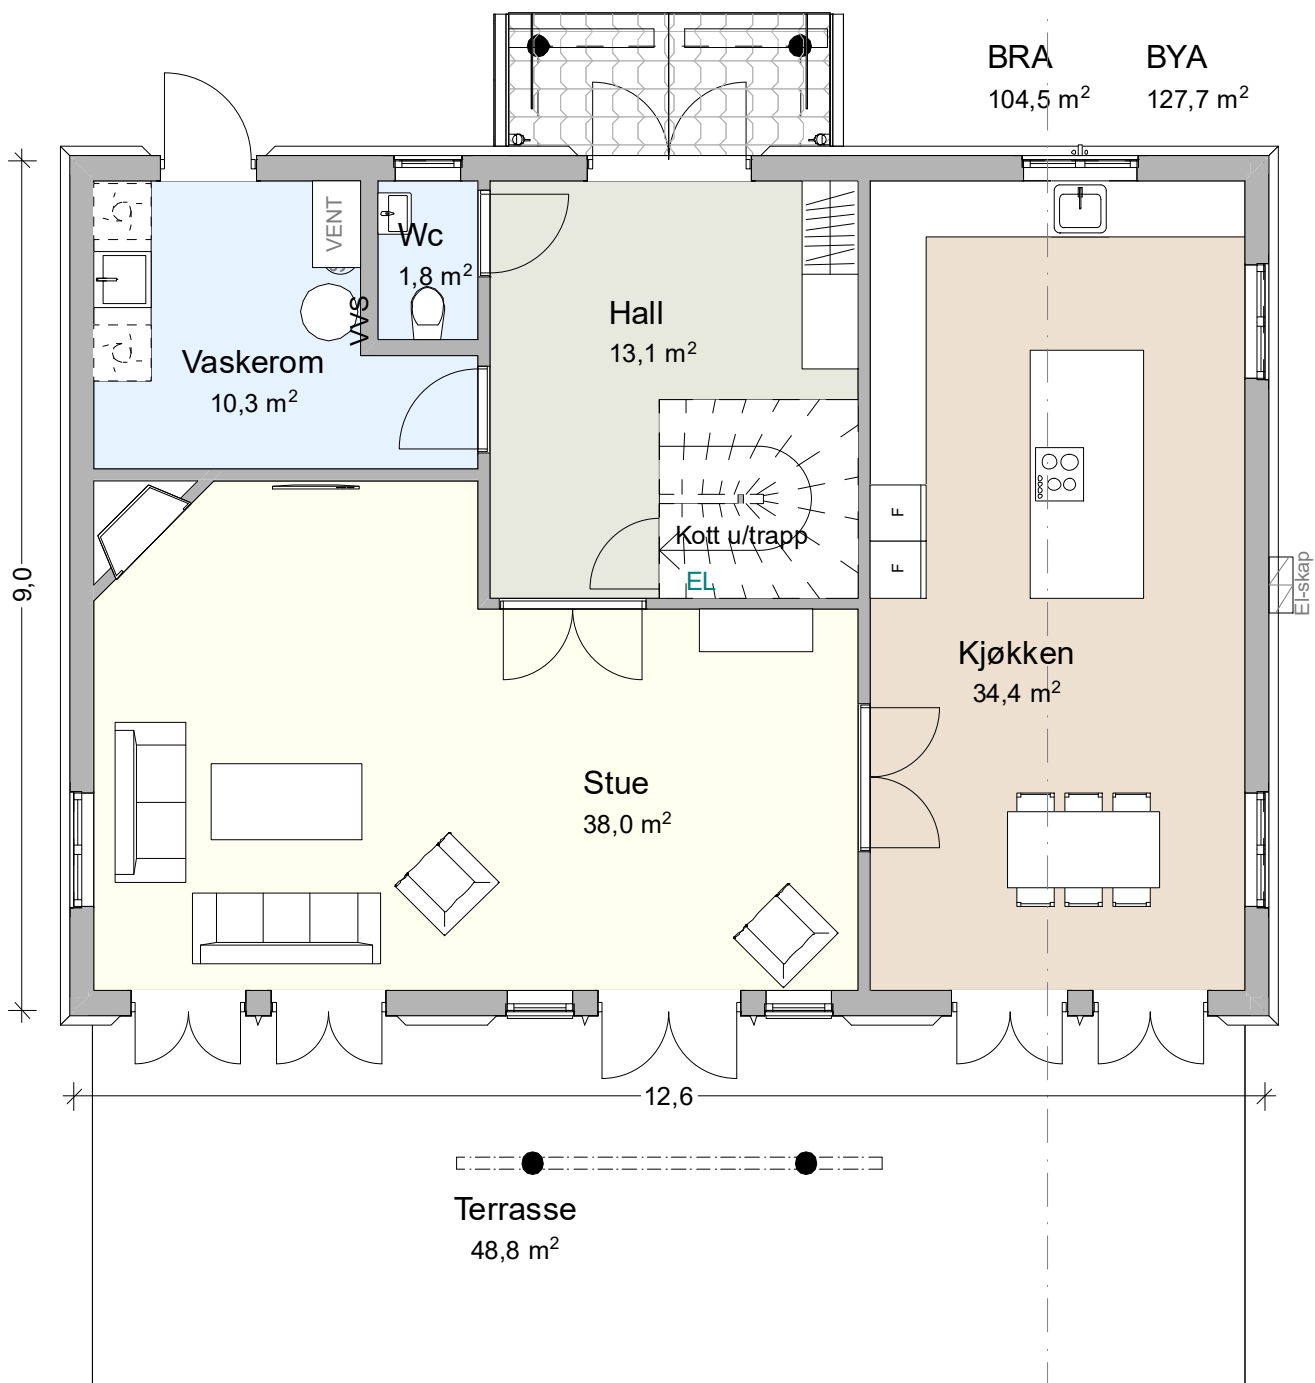 BRA
104,5 m²
BYA
127,7 m²
VENT
Wc
1,8 m²
VVS
Vaskerom
10,3 m²
Hall
13,1 m²
Kott u/trapp
EL
F
F
El-skap
9,0
Kjøkken
34,4 m²
Stue
38,0 m²
12,6
Terrasse
48,8 m²